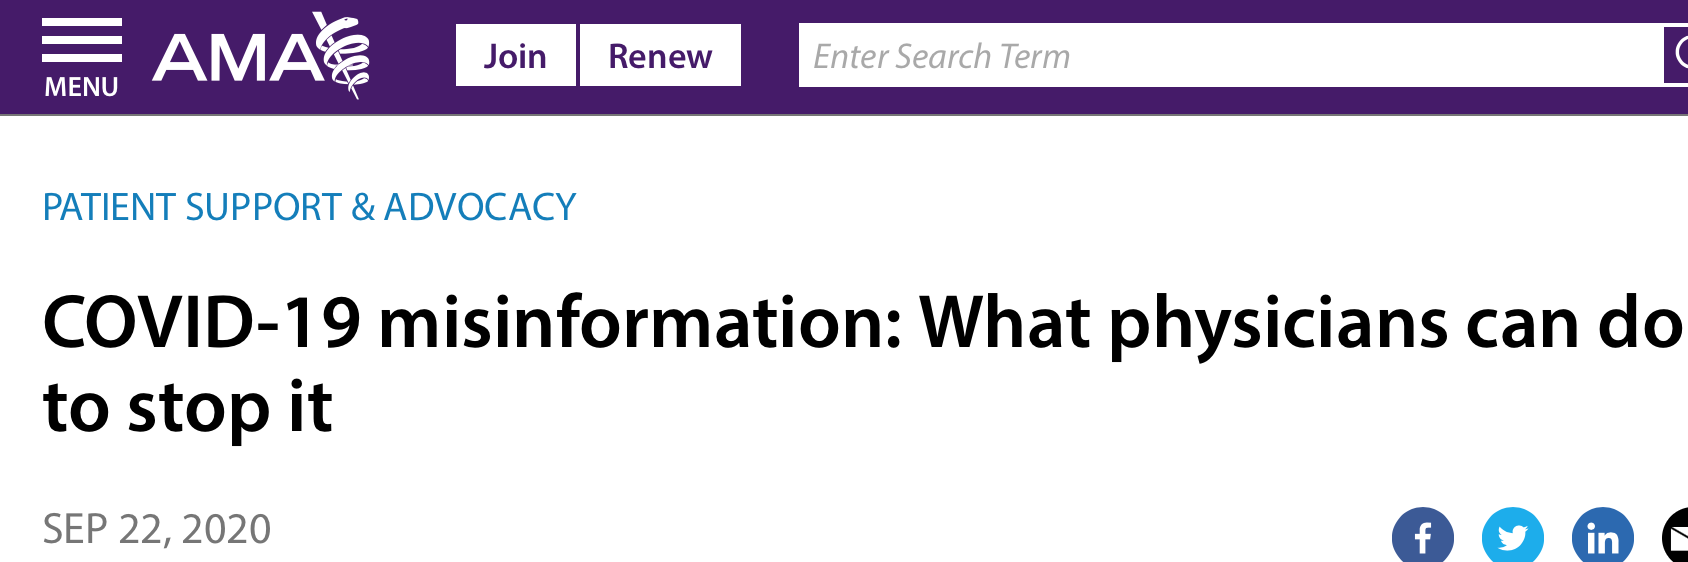 MENU
AMA
Join
Renew
Enter Search Term
PATIENT SUPPORT & ADVOCACY
COVID-19 misinformation: What physicians can do
to stop it
SEP 22, 2020
f
in